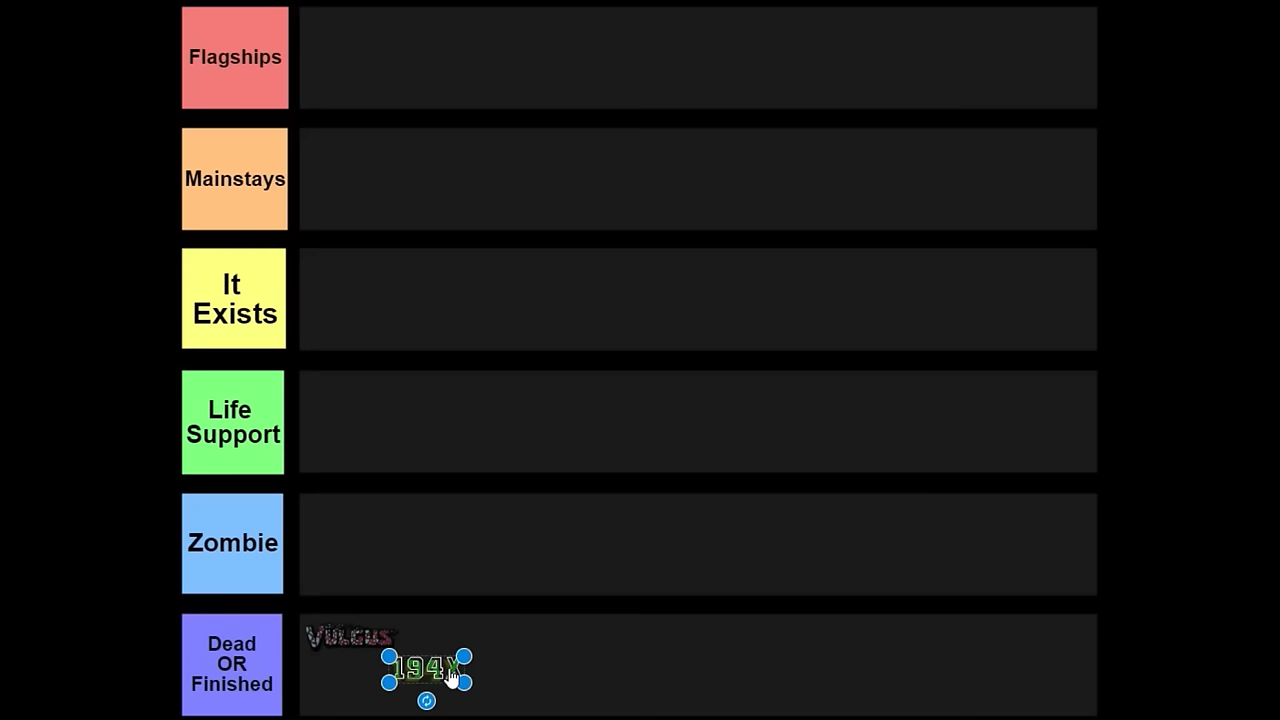 Flagships
Mainstays
It
Exists
Life
Support
Zombie
Dead
OR
Finished
VULGUS
194X